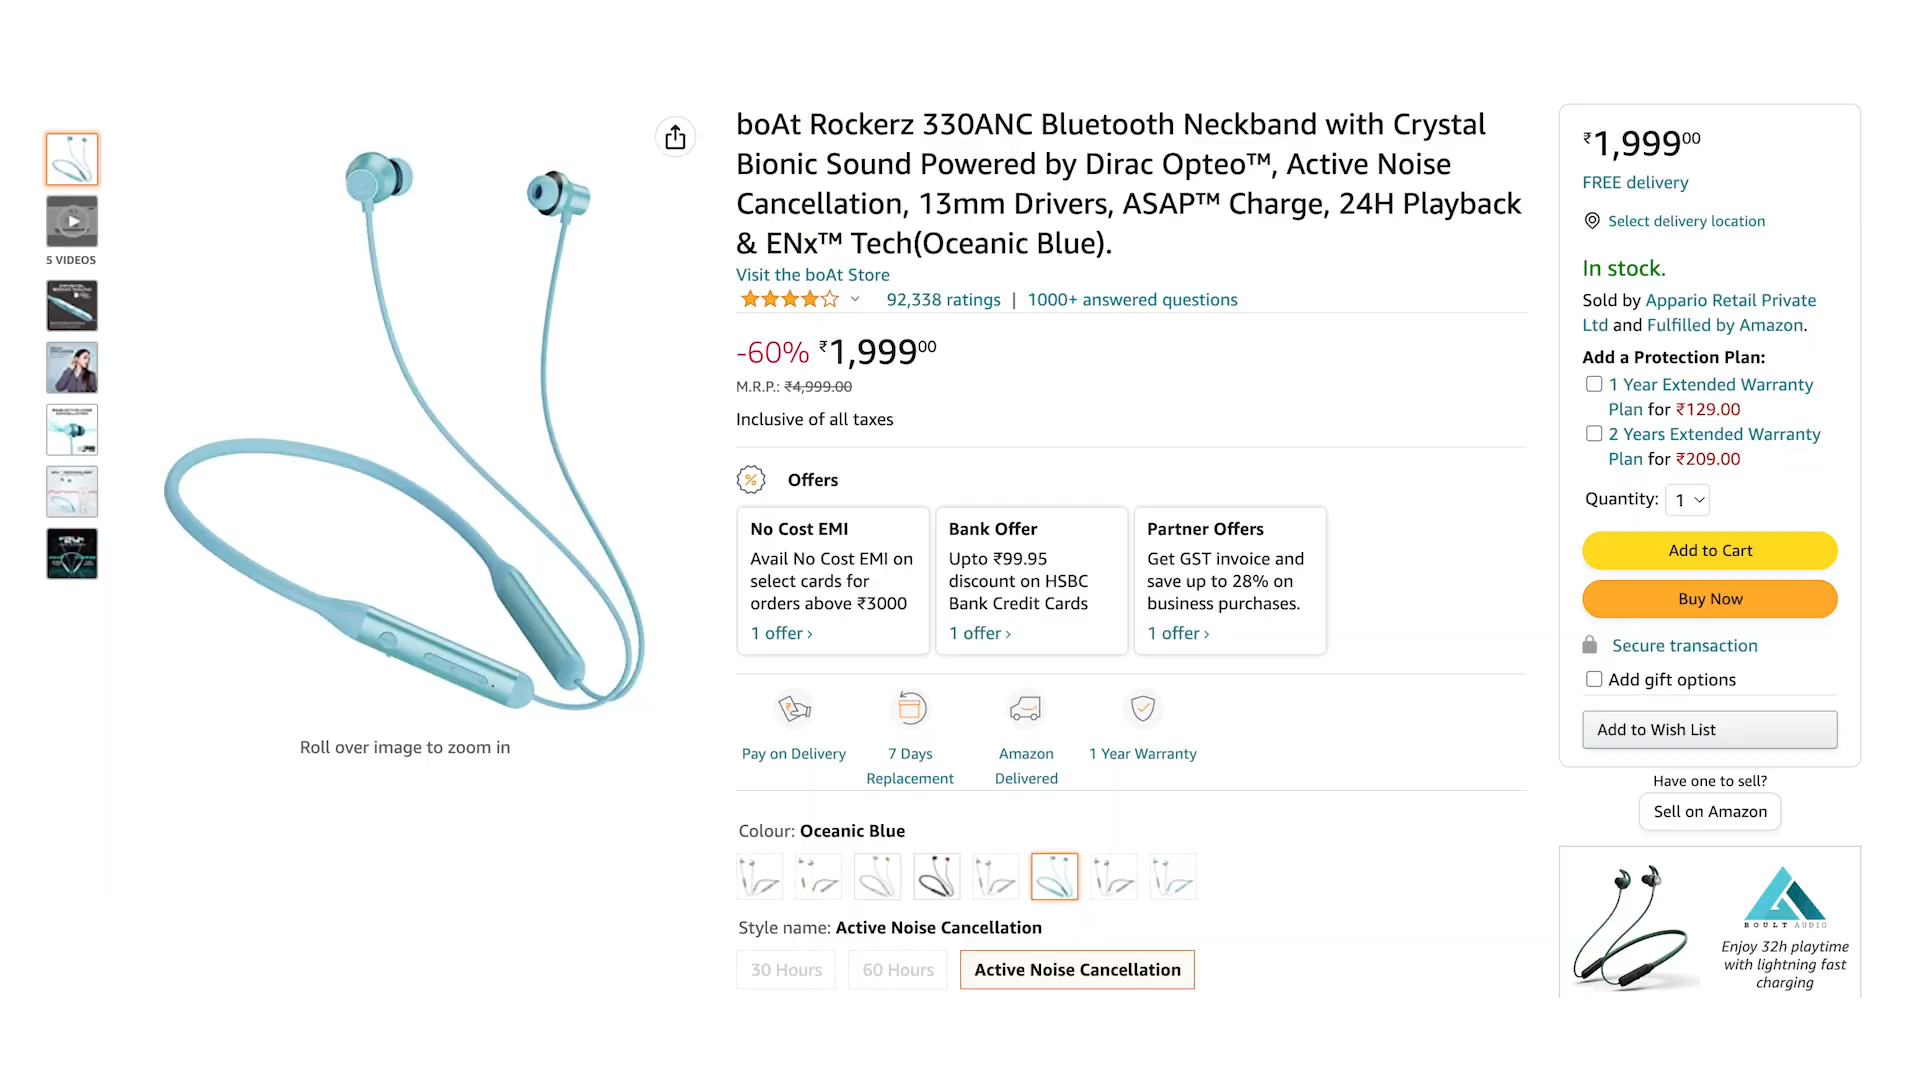 boAt Rockerz 330ANC Bluetooth Neckband with Crystal
Bionic Sound Powered by Dirac Opteo™, Active Noise
Cancellation, 13mm Drivers, ASAP™ Charge, 24H Playback
& ENx™ Tech(Oceanic Blue).
Visit the boAt Store
92,338 ratings | 1000+ answered questions
-60% ₹1,99900
M.R.P.: ₹4,999.00
Inclusive of all taxes
Offers
No Cost EMI
Avail No Cost EMI on
select cards for
orders above ₹3000
1 offer ›
Bank Offer
Upto ₹99.95
discount on HSBC
Bank Credit Cards
1 offer ›
Partner Offers
Get GST invoice and
save up to 28% on
business purchases.
1 offer ›
Pay on Delivery
7 Days
Replacement
Amazon
Delivered
1 Year Warranty
Colour: Oceanic Blue
Style name: Active Noise Cancellation
30 Hours
60 Hours
Active Noise Cancellation
5 VIDEOS
Roll over image to zoom in
₹1,99900
FREE delivery
Select delivery location
In stock.
Sold by Appario Retail Private
Ltd and Fulfilled by Amazon.
Add a Protection Plan:
1 Year Extended Warranty
Plan for ₹129.00
2 Years Extended Warranty
Plan for ₹209.00
Quantity: 1
Add to Cart
Buy Now
Secure transaction
Add gift options
Add to Wish List
Have one to sell?
Sell on Amazon
BOULT AUDIO
Enjoy 32h playtime
with lightning fast
charging